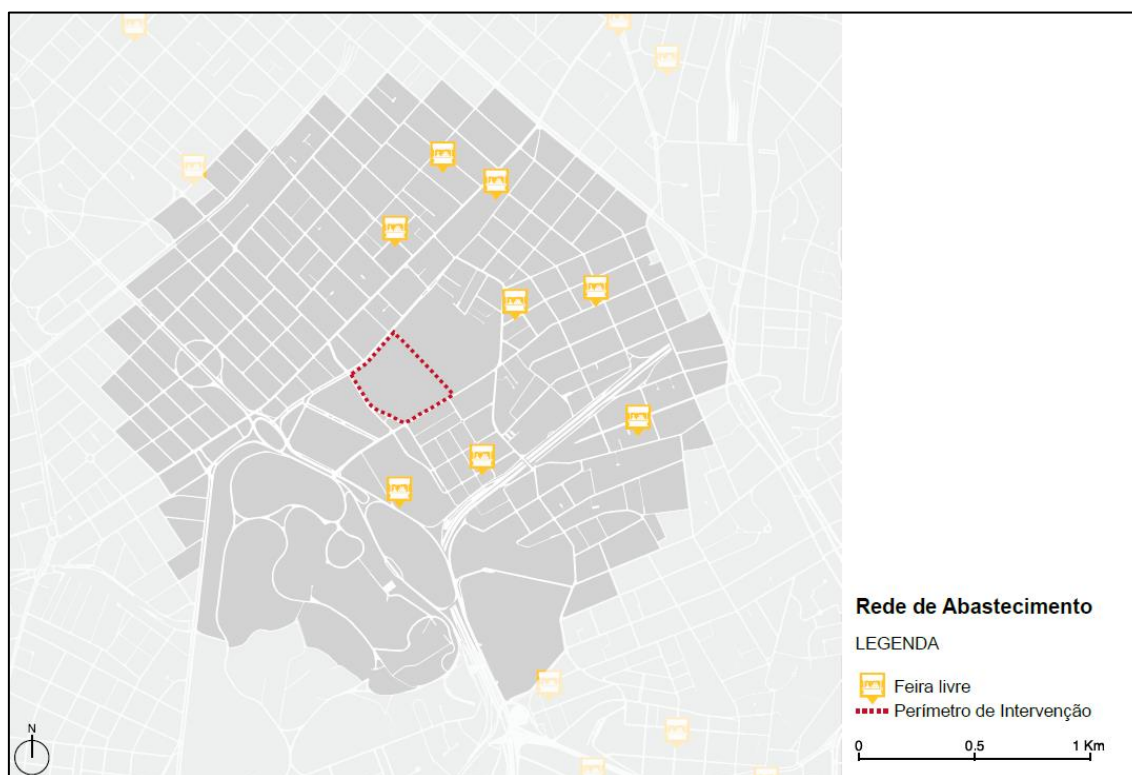 N
Rede de Abastecimento
LEGENDA
Feira livre
Perímetro de Intervenção
0 0.5 1 Km